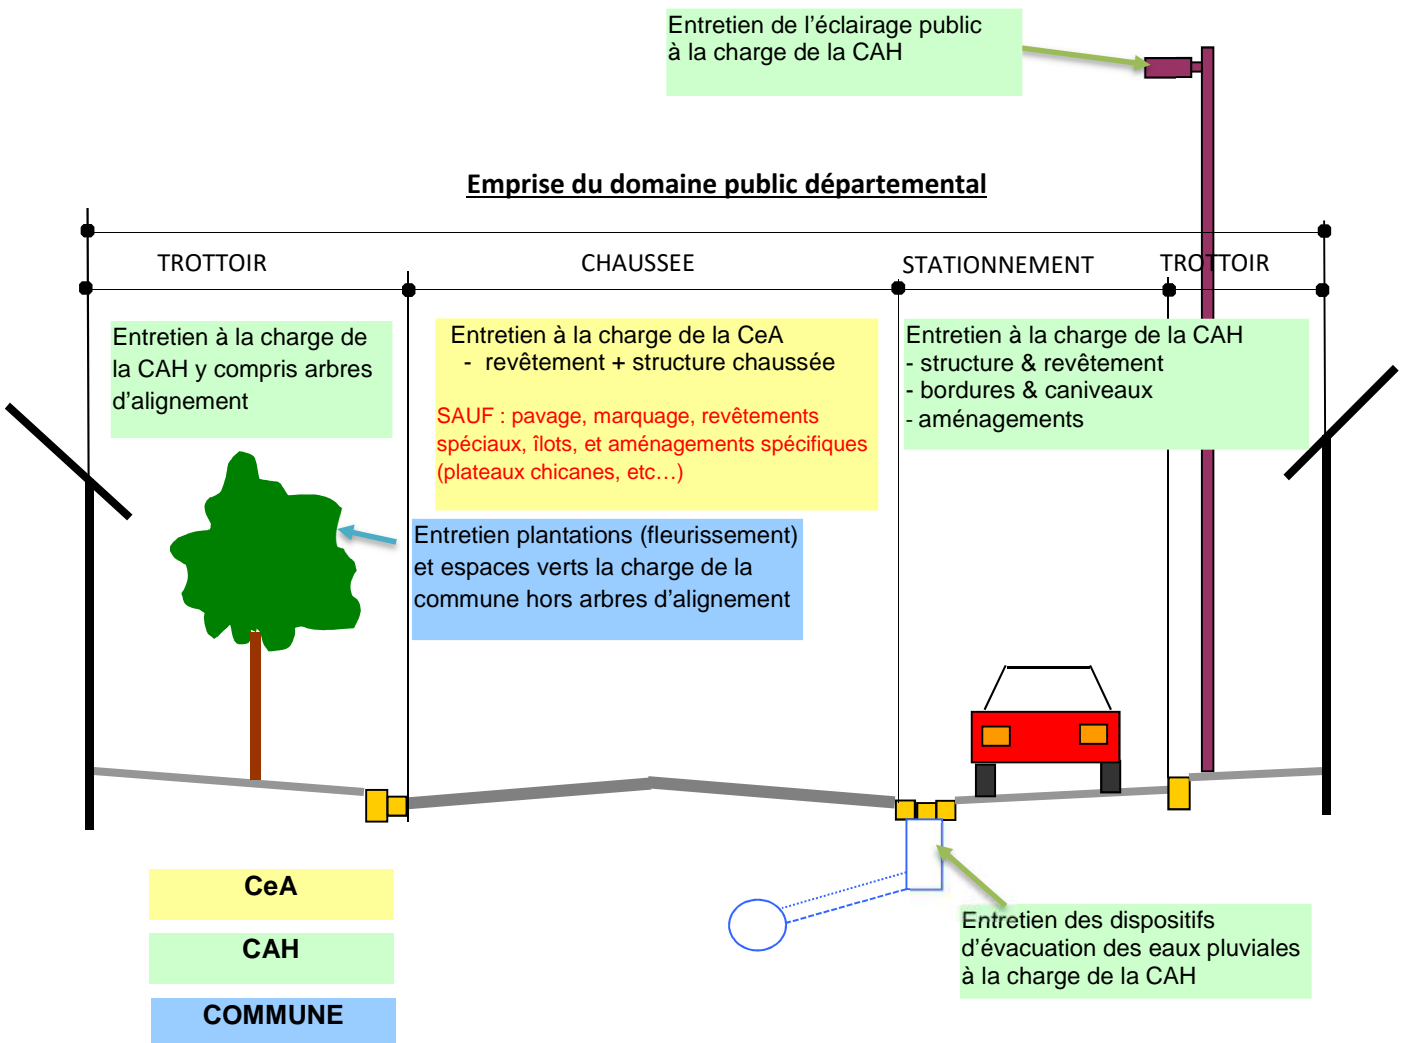 Entretien de l'éclairage public
à la charge de la CAH
Emprise du domaine public départemental
TROTTOIR
CHAUSSEE
STATIONNEMENT
TROTTOIR
Entretien à la charge de
la CAH y compris arbres
d'alignement
Entretien à la charge de la CeA
- revêtement + structure chaussée
SAUF : pavage, marquage, revêtements
spéciaux, îlots, et aménagements spécifiques
(plateaux chicanes, etc…)
Entretien à la charge de la CAH
- structure & revêtement
- bordures & caniveaux
- aménagements
Entretien plantations (fleurissement)
et espaces verts la charge de la
commune hors arbres d'alignement
Entretien des dispositifs
d'évacuation des eaux pluviales
à la charge de la CAH
CeA
CAH
COMMUNE